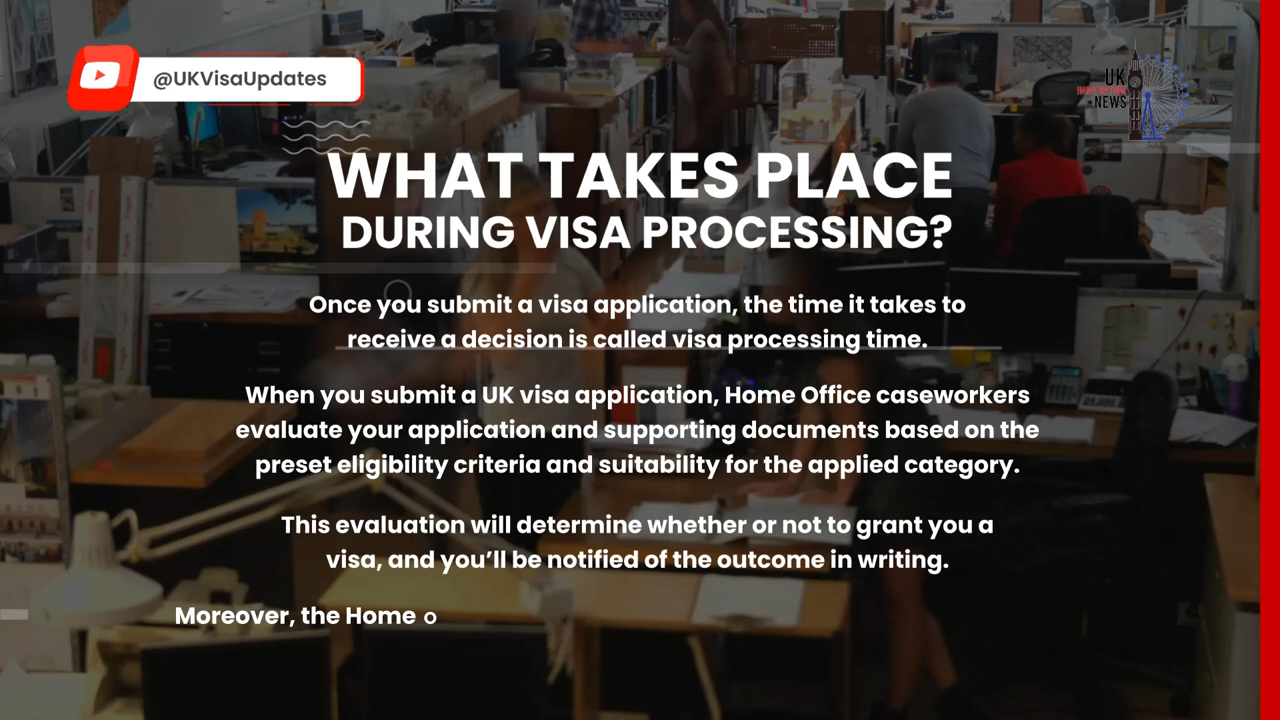 @UKVisaUpdates
UK
NEWS
WHAT TAKES PLACE
DURING VISA PROCESSING?
Once you submit a visa application, the time it takes to
receive a decision is called visa processing time.
When you submit a UK visa application, Home Office caseworkers
evaluate your application and supporting documents based on the
preset eligibility criteria and suitability for the applied category.
This evaluation will determine whether or not to grant you a
visa, and you’ll be notified of the outcome in writing.
Moreover, the Home o